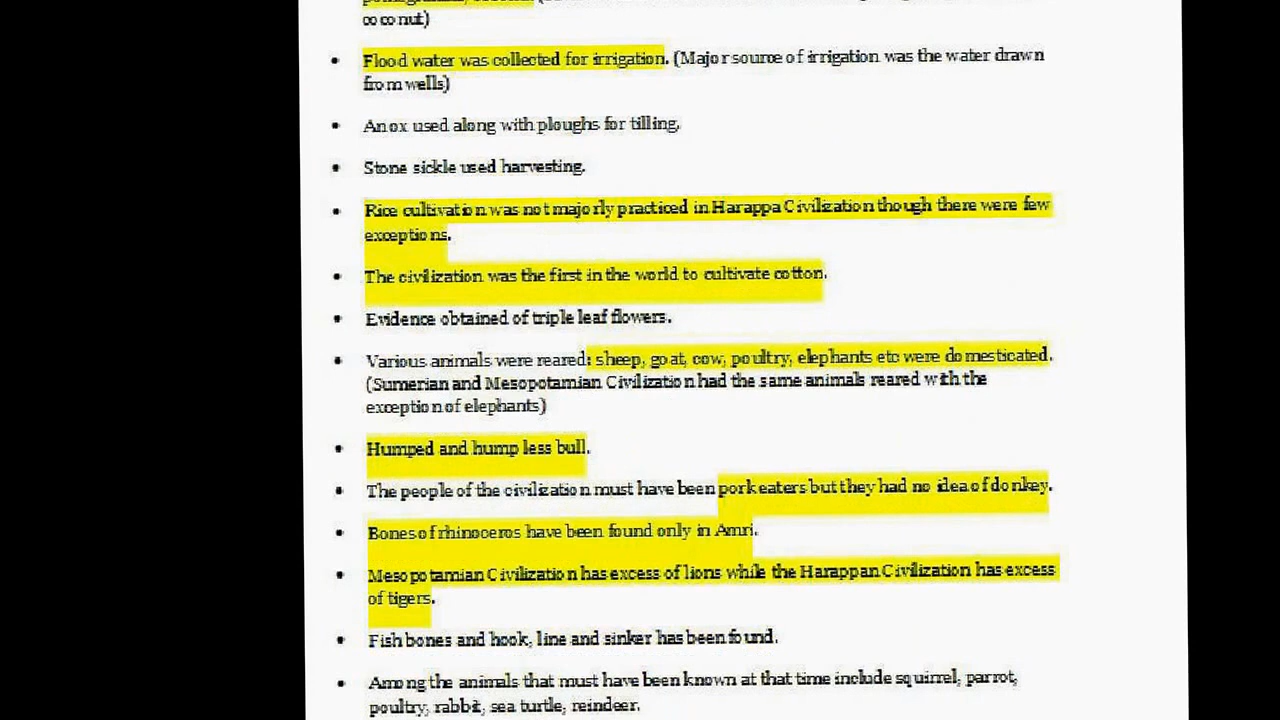 coconut)
• Flood water was collected for irrigation. (Major source of irrigation was the water drawn
from wells)
• An ox used along with ploughs for tilling.
• Stone sickle used harvesting.
• Rice cultivation was not majorly practiced in Harappa Civilization though there were few
exceptions.
• The civilization was the first in the world to cultivate cotton.
• Evidence obtained of triple leaf flowers.
• Various animals were reared: sheep, goat, cow, poultry, elephants etc were domesticated.
(Sumerian and Mesopotamian Civilization had the same animals reared with the
exception of elephants)
• Humped and hump less bull.
• The people of the civilization must have been pork eaters but they had no idea of donkey.
• Bones of rhinoceros have been found only in Amri.
• Mesopotamian Civilization has excess of lions while the Harappan Civilization has excess
of tigers.
• Fish bones and hook, line and sinker has been found.
• Among the animals that must have been known at that time include squirrel, parrot,
poultry, rabbit, sea turtle, reindeer.